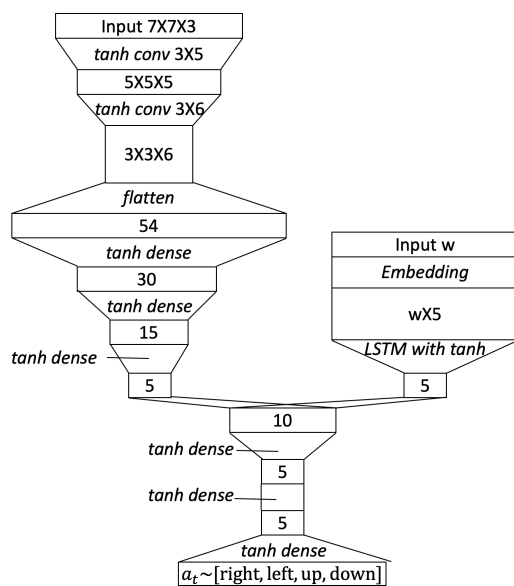 Input 7X7X3
tanh conv 3X5
5X5X5
tanh conv 3X6
3X3X6
flatten
54
tanh dense
30
tanh dense
15
tanh dense
5
Input w
Embedding
wX5
LSTM with tanh
5
10
tanh dense
5
tanh dense
5
tanh dense
aₜ~[right, left, up, down]